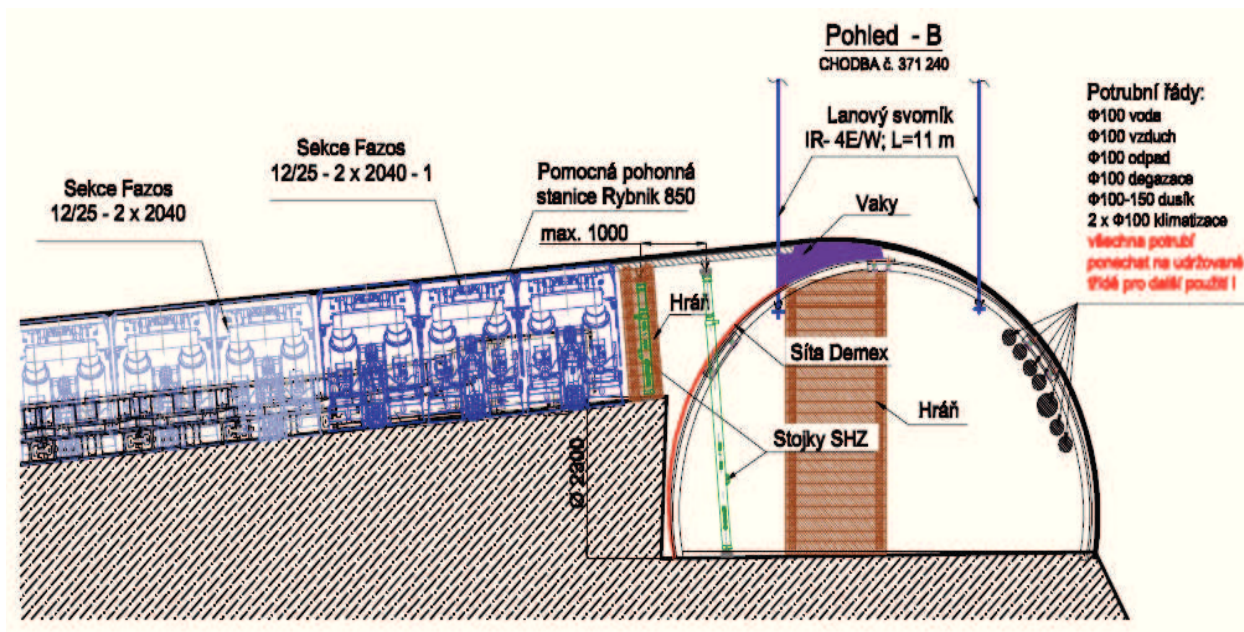 Pohled - B
CHODBA č. 371 240
Potrubní řády:
Φ100 voda
Φ100 vzduch
Φ100 odpad
Φ100 degazace
Φ100-150 dusík
2 x Φ100 klimatizace
všechna potrubí
ponechat na udržované
třídě pro další použití !
Lanový svorník
IR- 4E/W; L=11 m
Sekce Fazos
12/25 - 2 x 2040 - 1
Pomocná pohonná
stanice Rybnik 850
Sekce Fazos
12/25 - 2 x 2040
Vaky
max. 1000
Hráň
Síta Demex
Hráň
Stojky SHZ
Ø 2300